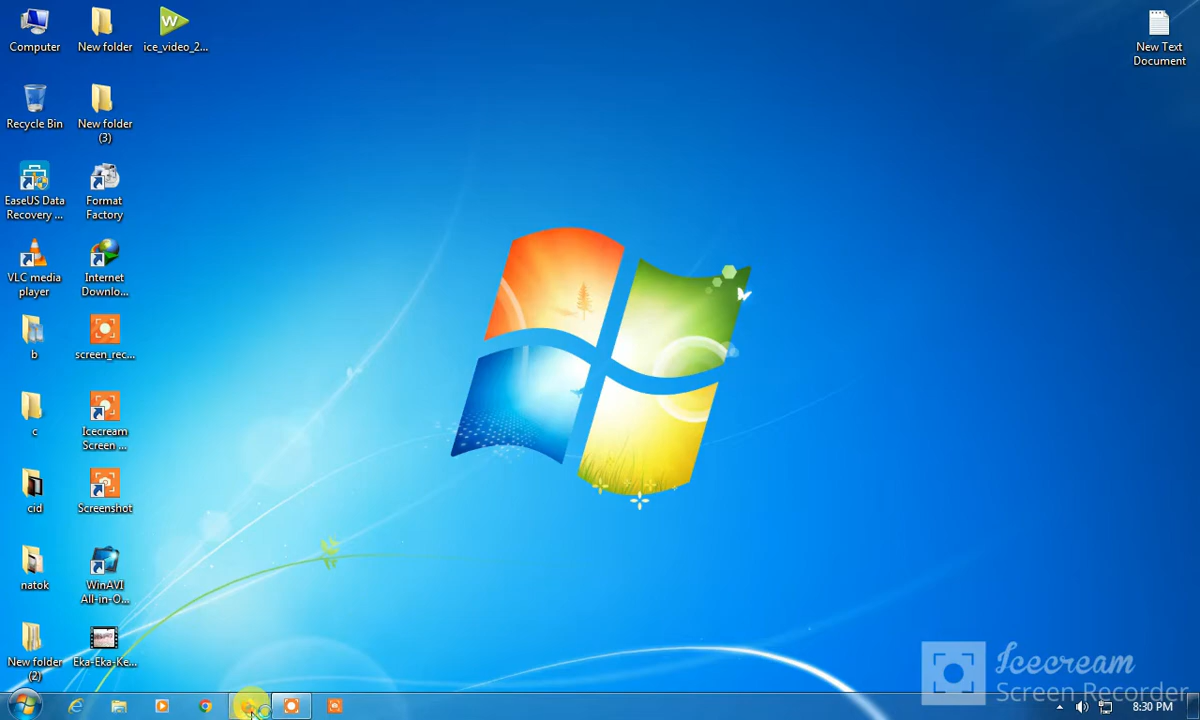 Computer
New folder
ice_video_2...
New Text
Document
Recycle Bin
New folder
(3)
EaseUS Data
Recovery ...
Format
Factory
VLC media
player
Internet
Downlo...
b
screen_rec...
c
Icecream
Screen ...
cid
Screenshot
natok
WinAVI
All-in-O...
New folder
(2)
Eka-Eka-Ke...
Icecream
Screen Recorder
8:30 PM